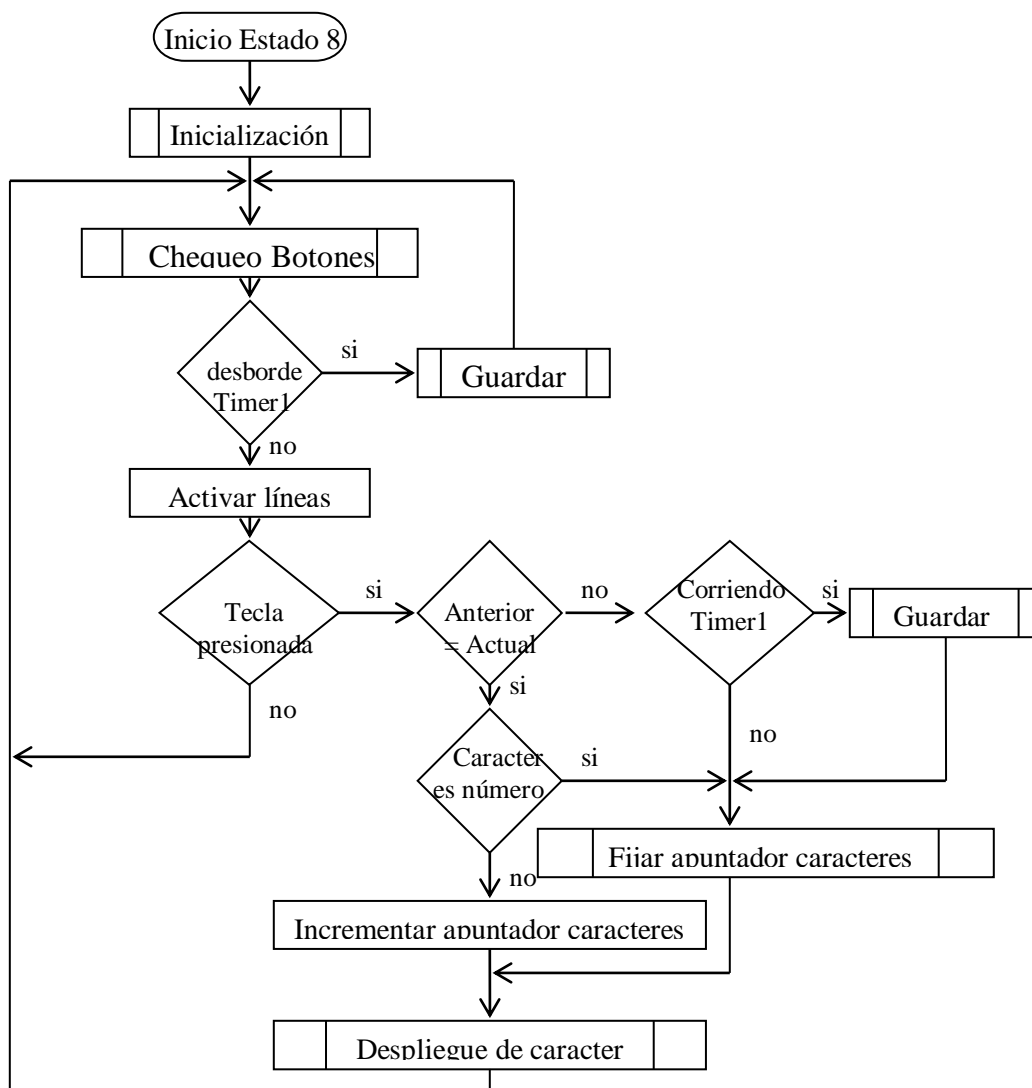 Inicio Estado 8
Inicialización
Chequeo Botones
desborde
Timer1
si
Guardar
no
Activar líneas
Tecla
presionada
si
no
Anterior
= Actual
no
si
Corriendo
Timer1
si
Guardar
no
Caracter
es número
si
no
Fijar apuntador caracteres
Incrementar apuntador caracteres
Despliegue de caracter